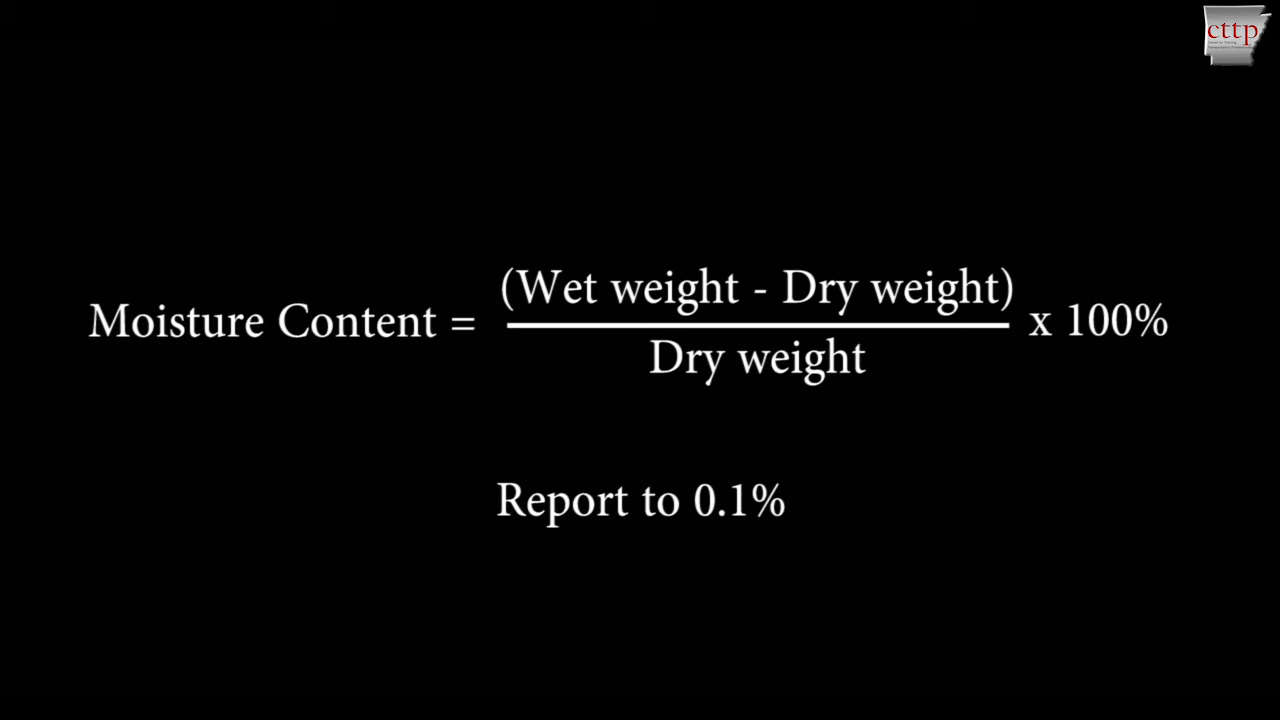 cttp
(Wet weight - Dry weight)
Moisture Content = x 100%
Dry weight
Report to 0.1%